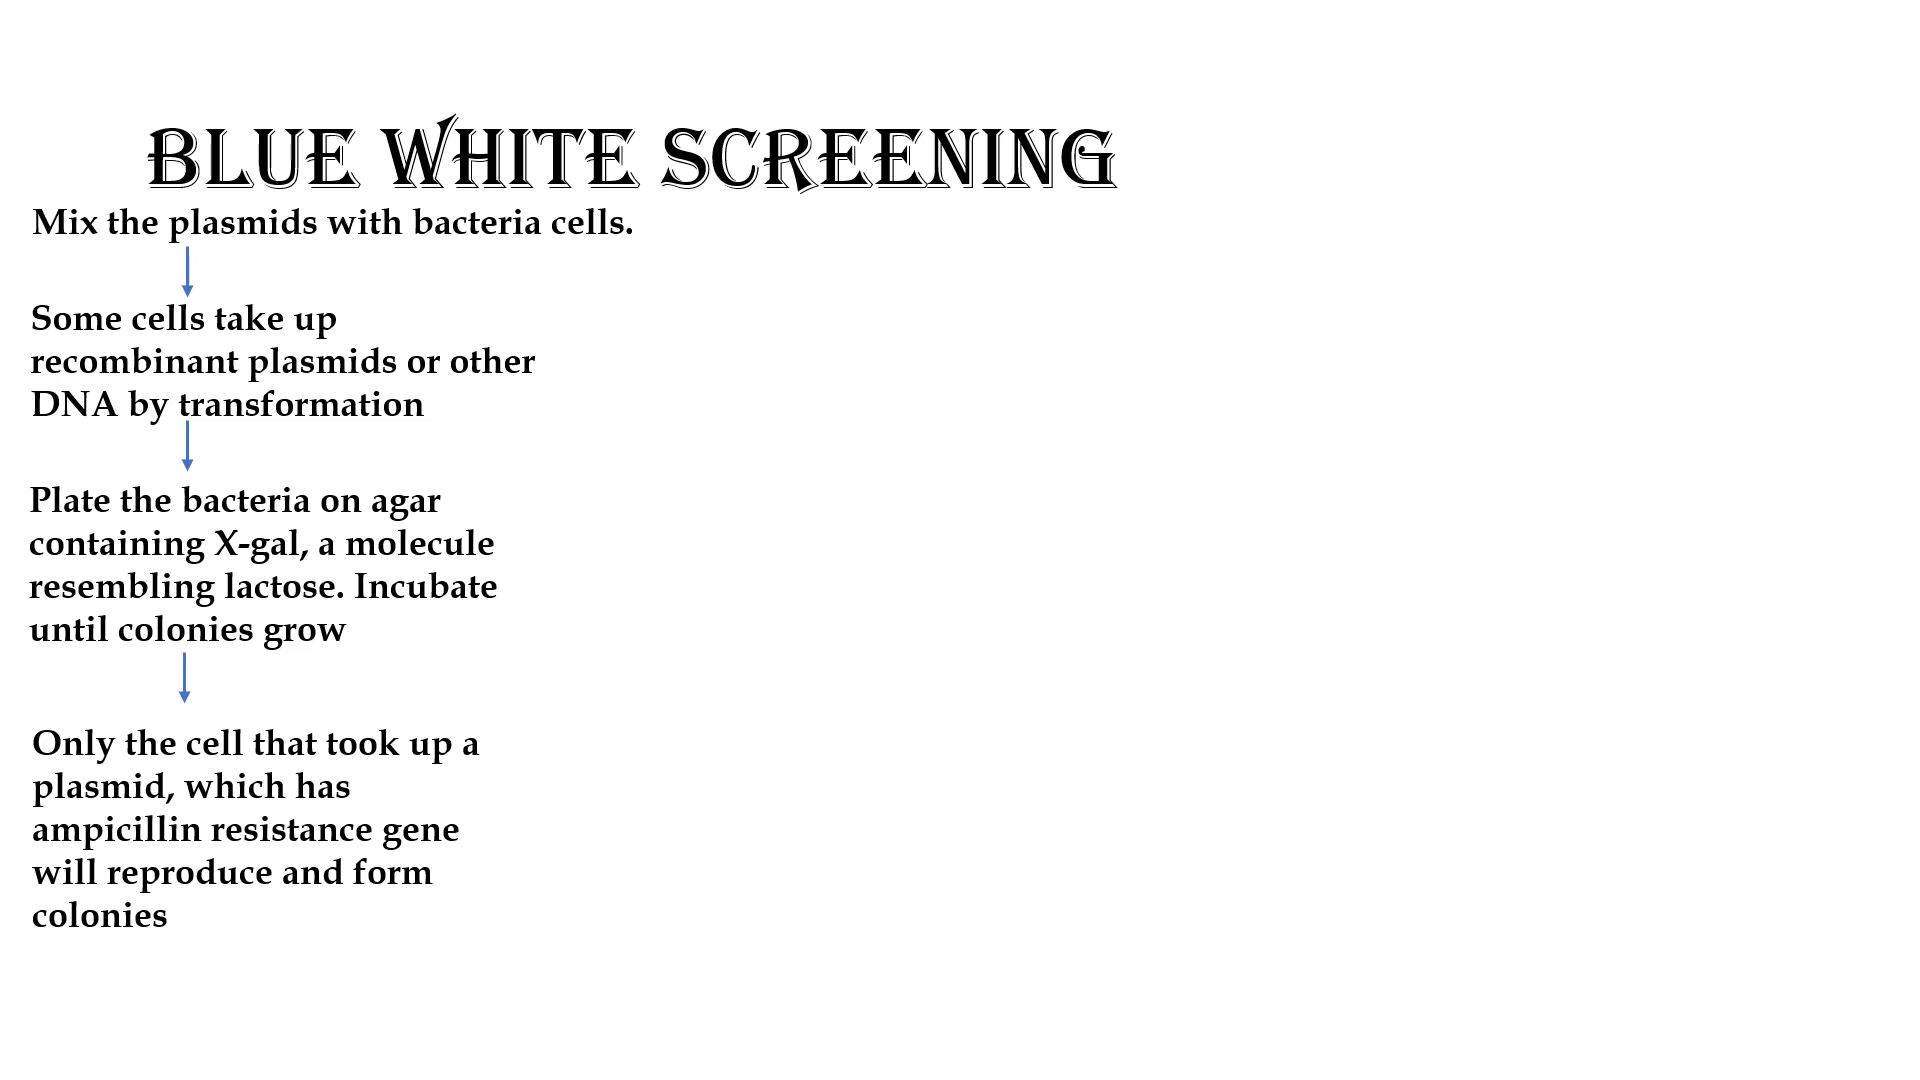 BLUE WHITE SCREENING
Mix the plasmids with bacteria cells.
Some cells take up
recombinant plasmids or other
DNA by transformation
Plate the bacteria on agar
containing X-gal, a molecule
resembling lactose. Incubate
until colonies grow
Only the cell that took up a
plasmid, which has
ampicillin resistance gene
will reproduce and form
colonies